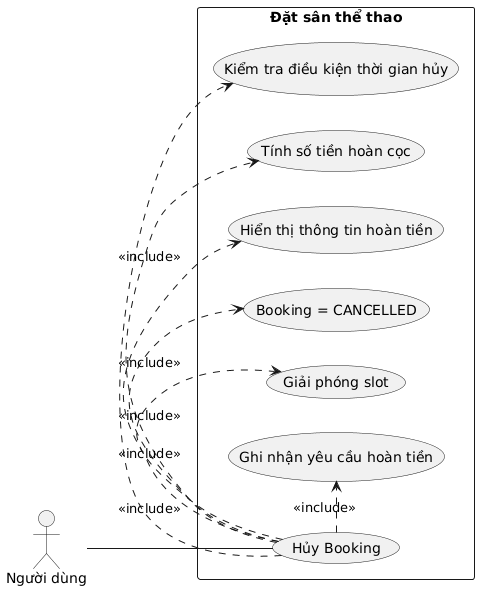 Đặt sân thể thao
Kiểm tra điều kiện thời gian hủy
Tính số tiền hoàn cọc
Hiển thị thông tin hoàn tiền
«include»
Booking = CANCELLED
«include»
Giải phóng slot
«include»
Ghi nhận yêu cầu hoàn tiền
«include»
«include»
«include»
Hủy Booking
Người dùng